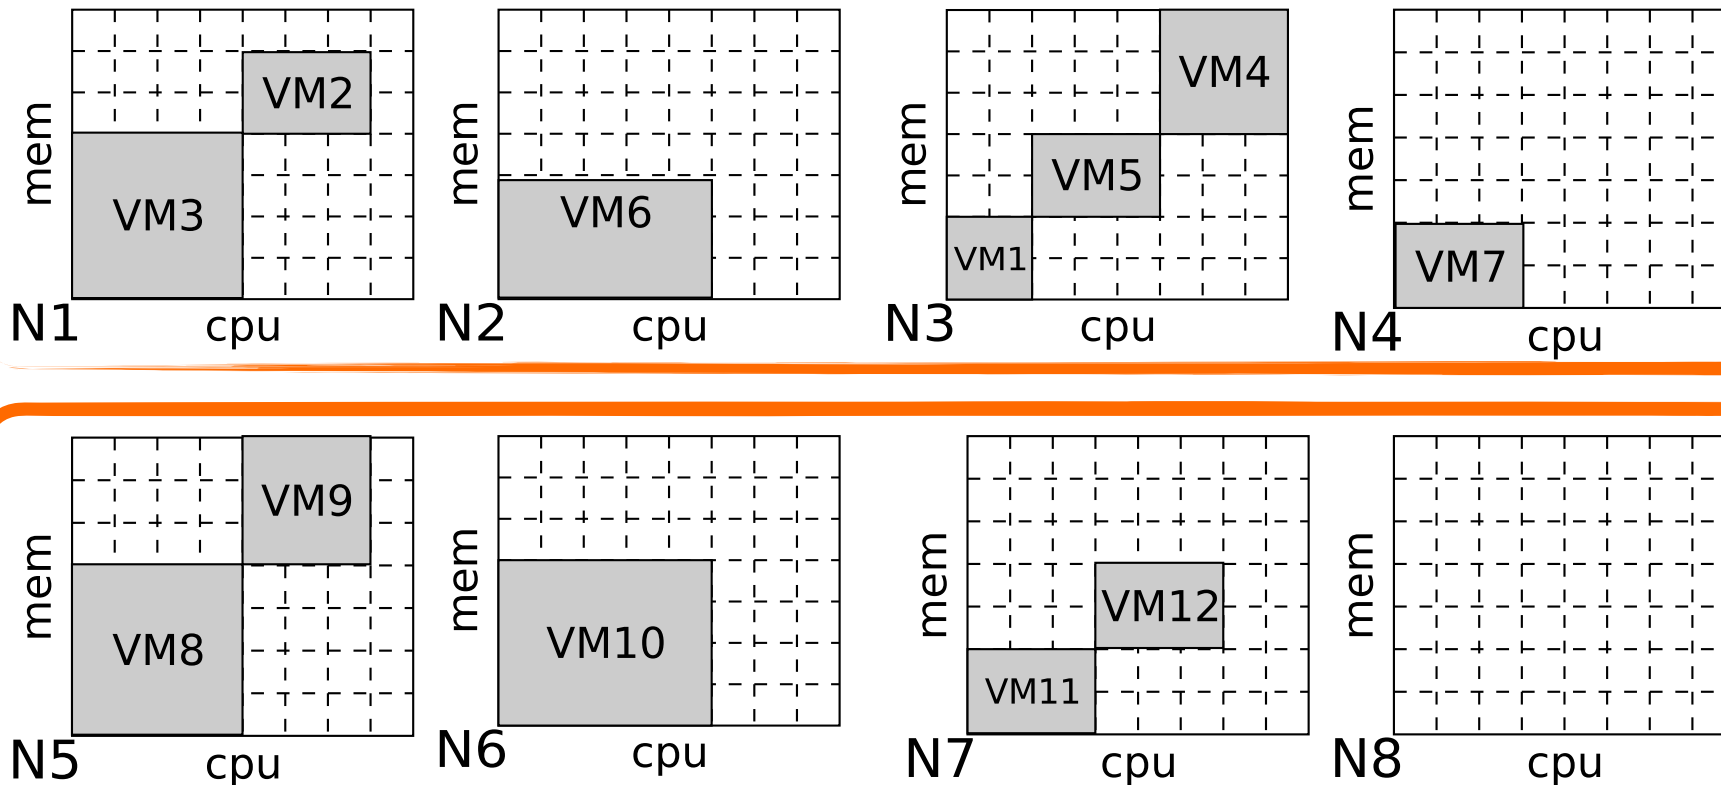 mem
VM2
VM3
N1
cpu
mem
VM6
N2
cpu
mem
VM4
VM5
VM1
N3
cpu
mem
VM7
N4
cpu
mem
VM9
VM8
N5
cpu
mem
VM10
N6
cpu
mem
VM12
VM11
N7
cpu
mem
N8
cpu